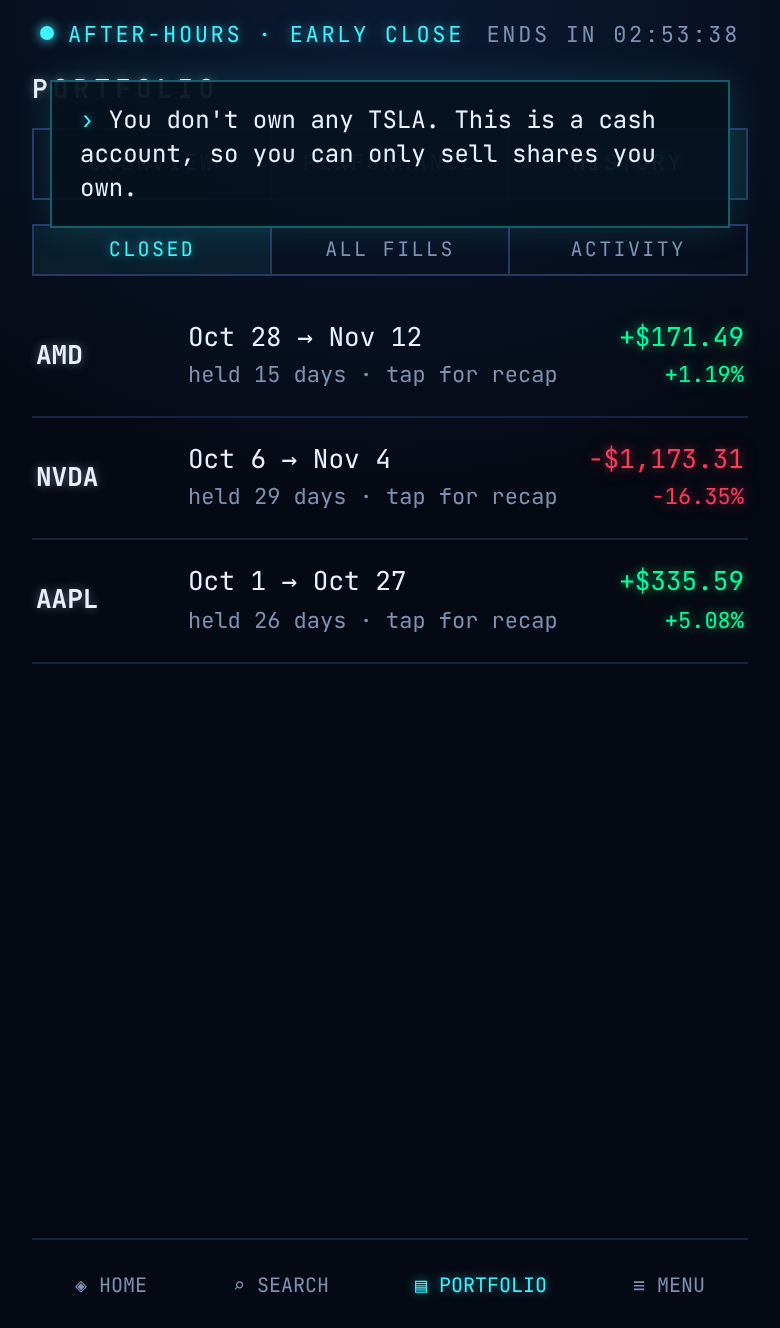 AFTER-HOURS · EARLY CLOSE ENDS IN 02:53:38
PORTFOLIO
› You don't own any TSLA. This is a cash
account, so you can only sell shares you
own.
HISTORY
CLOSED ALL FILLS ACTIVITY
AMD Oct 28 → Nov 12 +$171.49
held 15 days · tap for recap +1.19%
NVDA Oct 6 → Nov 4 -$1,173.31
held 29 days · tap for recap -16.35%
AAPL Oct 1 → Oct 27 +$335.59
held 26 days · tap for recap +5.08%
◈ HOME ⌕ SEARCH ▤ PORTFOLIO ≡ MENU